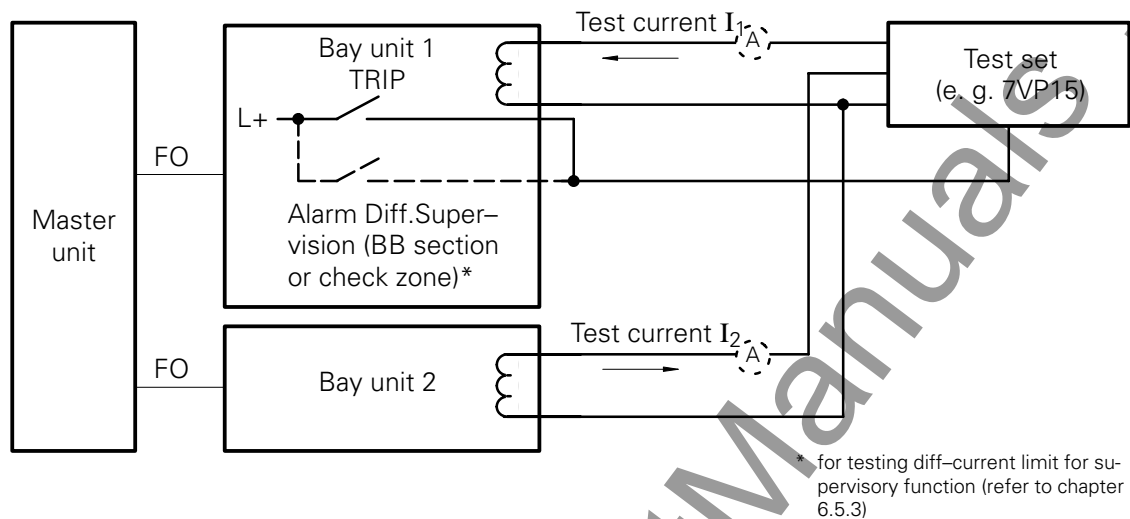 Master
unit
FO
FO
Bay unit 1
TRIP
L+
Alarm Diff.Super–
vision (BB section
or check zone)*
Bay unit 2
Test current I1
A
Test current I2
A
Test set
(e. g. 7VP15)
* for testing diff–current limit for su-
pervisory function (refer to chapter
6.5.3)
Manuals